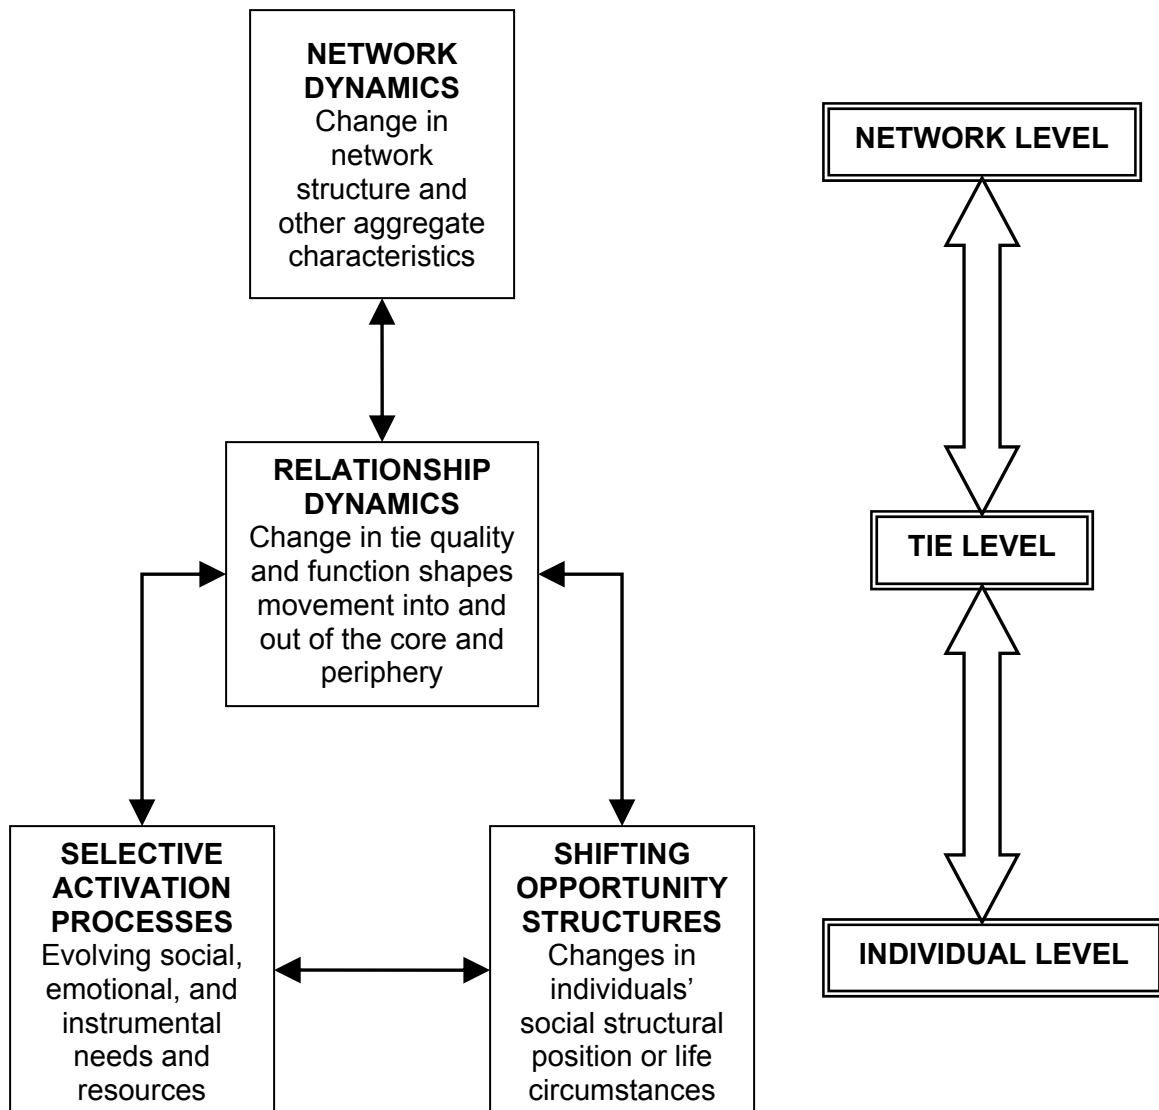 NETWORK
DYNAMICS
Change in
network
structure and
other aggregate
characteristics
NETWORK LEVEL
RELATIONSHIP
DYNAMICS
Change in tie quality
and function shapes
movement into and
out of the core and
periphery
TIE LEVEL
SELECTIVE
ACTIVATION
PROCESSES
Evolving social,
emotional, and
instrumental
needs and
resources
SHIFTING
OPPORTUNITY
STRUCTURES
Changes in
individuals’
social structural
position or life
circumstances
INDIVIDUAL LEVEL